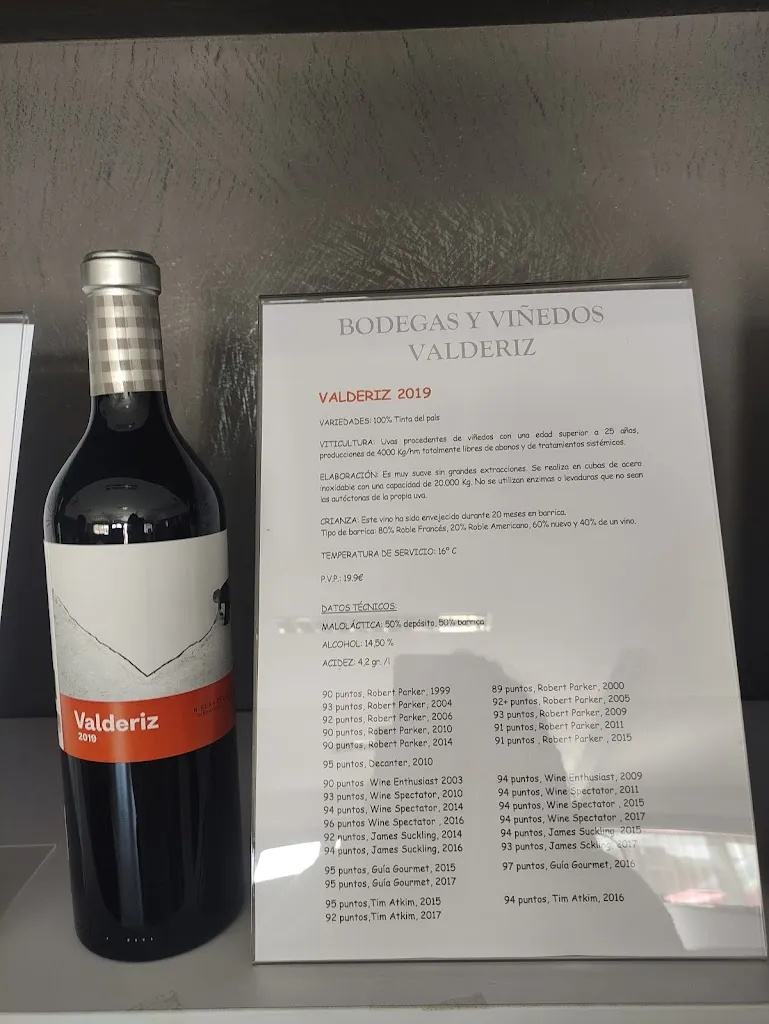 BODEGAS Y VIÑEDOS
VALDERIZ
VALDERIZ 2019
VARIEDADES: 100% Tinta del país
VITICULTURA: Uvas procedentes de viñedos con una edad superior a 25 años,
producciones de 4000 Kg/hm totalmente libres de abonos y de tratamientos sistémicos.
ELABORACIÓN: Es muy suave sin grandes extracciones. Se realiza en cubas de acero
inoxidable con una capacidad de 20.000 Kg. No se utilizan enzimas o levaduras que no sean
las autóctonas de la propia uva.
CRIANZA: Este vino ha sido envejecido durante 20 meses en barrica.
Tipo de barrica: 80% Roble Francés, 20% Roble Americano, 60% nuevo y 40% de un vino.
TEMPERATURA DE SERVICIO: 16º C
P.V.P.: 19.9€
DATOS TÉCNICOS:
MALOLÁCTICA: 50% depósito, 50% barrica
ALCOHOL: 14,50 %
ACIDEZ: 4,2 gr. /l
90 puntos, Robert Parker, 1999 89 puntos, Robert Parker, 2000
93 puntos, Robert Parker, 2004 92+ puntos, Robert Parker, 2005
92 puntos, Robert Parker, 2006 93 puntos, Robert Parker, 2009
90 puntos, Robert Parker, 2010 91 puntos, Robert Parker, 2011
90 puntos, Robert Parker, 2014 91 puntos , Robert Parker , 2015
95 puntos, Decanter, 2010
90 puntos Wine Enthusiast 2003 94 puntos, Wine Enthusiast, 2009
93 puntos, Wine Spectator, 2010 94 puntos, Wine Spectator, 2011
94 puntos, Wine Spectator, 2014 94 puntos, Wine Spectator , 2015
96 puntos Wine Spectator , 2016 94 puntos, Wine Spectator , 2017
92 puntos, James Suckling, 2014 94 puntos, James Suckling, 2015
94 puntos, James Suckling, 2016 93 puntos, James Sckling, 2017
95 puntos, Guía Gourmet, 2015 97 puntos, Guía Gourmet, 2016
95 puntos, Guía Gourmet, 2017
95 puntos,Tim Atkim, 2015 94 puntos, Tim Atkim, 2016
92 puntos,Tim Atkim, 2017
Valderiz
2019